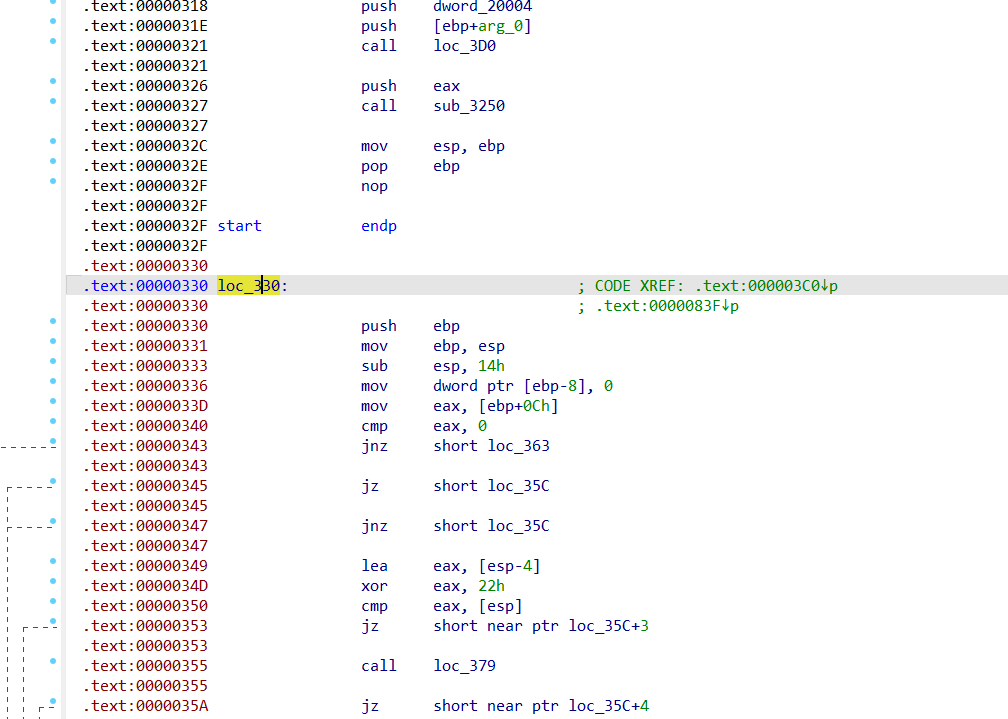 .text:00000318 push dword_20004
.text:0000031E push [ebp+arg_0]
.text:00000321 call loc_3D0
.text:00000321
.text:00000326 push eax
.text:00000327 call sub_3250
.text:00000327
.text:0000032C mov esp, ebp
.text:0000032E pop ebp
.text:0000032F nop
.text:0000032F
.text:0000032F start endp
.text:0000032F
.text:00000330
.text:00000330 loc_330: ; CODE XREF: .text:000003C0↓p
.text:00000330 ; .text:0000083F↓p
.text:00000330 push ebp
.text:00000331 mov ebp, esp
.text:00000333 sub esp, 14h
.text:00000336 mov dword ptr [ebp-8], 0
.text:0000033D mov eax, [ebp+0Ch]
.text:00000340 cmp eax, 0
.text:00000343 jnz short loc_363
.text:00000343
.text:00000345 jz short loc_35C
.text:00000345
.text:00000347 jnz short loc_35C
.text:00000347
.text:00000349 lea eax, [esp-4]
.text:0000034D xor eax, 22h
.text:00000350 cmp eax, [esp]
.text:00000353 jz short near ptr loc_35C+3
.text:00000353
.text:00000355 call loc_379
.text:00000355
.text:0000035A jz short near ptr loc_35C+4